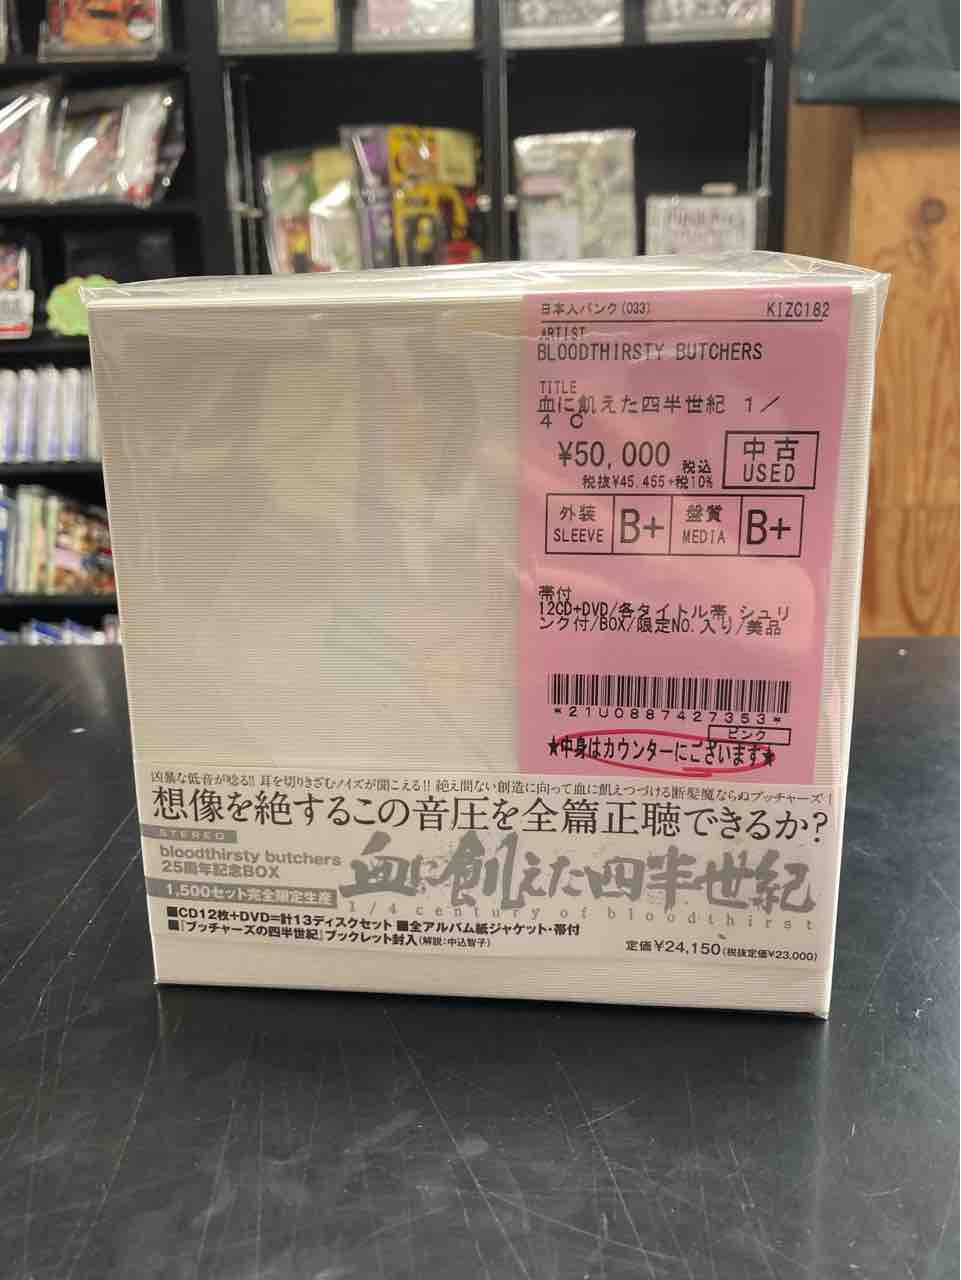 日本人パンク(033) KIZC182
ARTIST
BLOODTHIRSTY BUTCHERS
TITLE
血に飢えた四半世紀 1/
4 C
¥50,000 税込
税抜¥45,455+税10%
中古
USED
外装
SLEEVE
B+
盤質
MEDIA
B+
帯付
12CD+DVD/各タイトル帯 シュリ
ンク付/BOX/限定NO.入り/美品
*21U0887427353*
ピンク
★中身はカウンターにございます★
凶暴な低音が唸る!! 耳を切りきざむノイズが聞こえる!! 絶え間ない創造に向って血に飢えつづける断髪魔ならぬブッチャーズ!
想像を絶するこの音圧を全篇正聴できるか?
STEREO
bloodthirsty butchers
25周年記念BOX
1,500セット完全限定生産
血に飢えた四半世紀
1/4 century of bloodthirst
■CD12枚+DVD=計13ディスクセット ■全アルバム紙ジャケット・帯付
■『ブッチャーズの四半世紀』ブックレット封入(解説:中込智子)
定価¥24,150(税抜定価¥23,000)